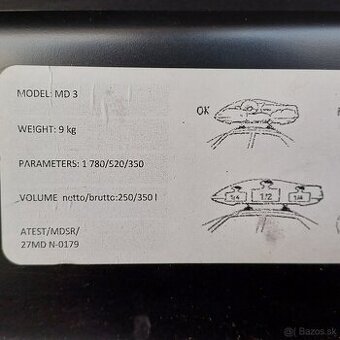 MODEL: MD 3
OK
WEIGHT: 9 kg
PARAMETERS: 1 780/520/350
VOLUME netto/brutto:250/350 l
1/4 1/2 1/4
ATEST/MDSR/
27MD N-0179
Bazos.sk